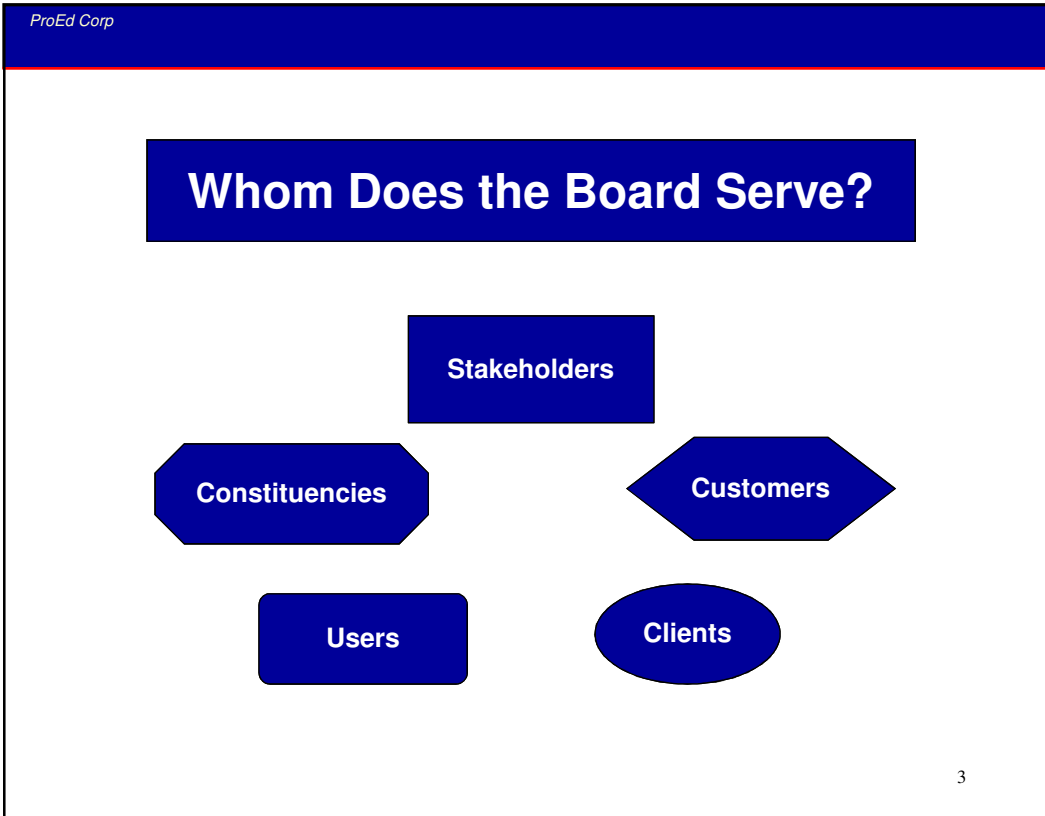 ProEd Corp
Whom Does the Board Serve?
Stakeholders
Constituencies
Customers
Users
Clients
3